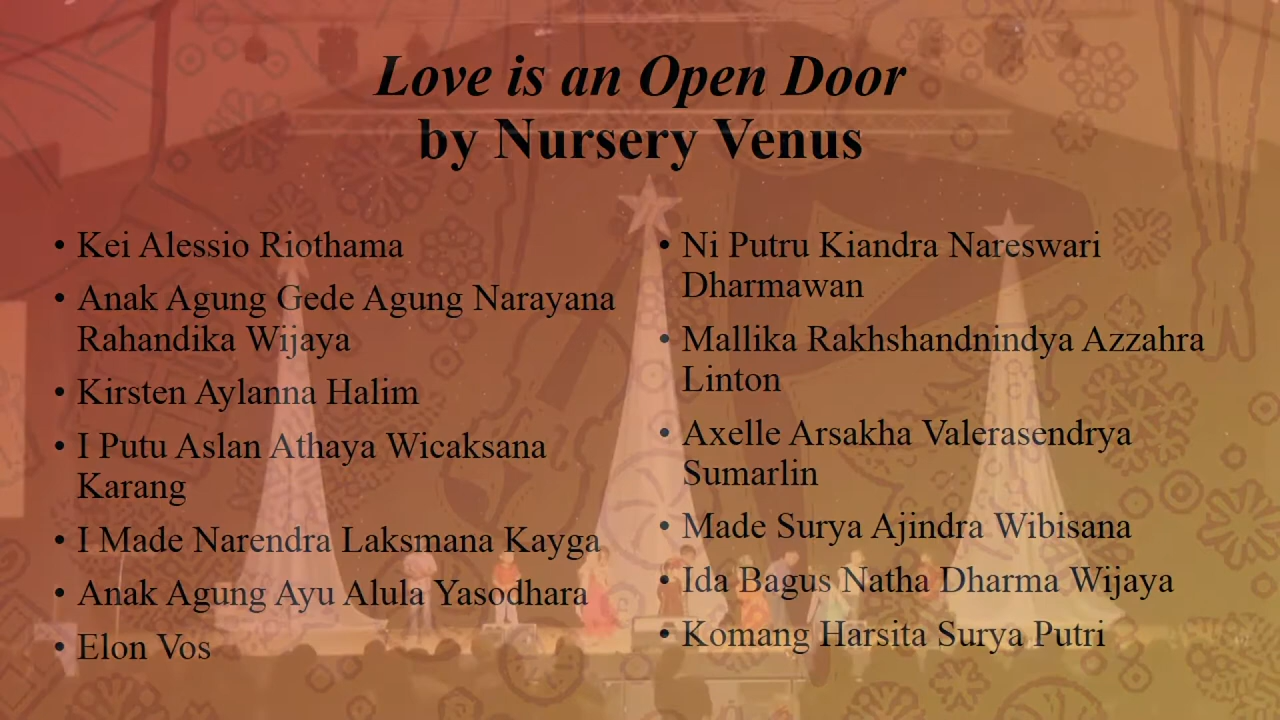 Love is an Open Door
by Nursery Venus
• Kei Alessio Riothama
• Anak Agung Gede Agung Narayana
Rahandika Wijaya
• Kirsten Aylanna Halim
• I Putu Aslan Athaya Wicaksana
Karang
• I Made Narendra Laksmana Kayga
• Anak Agung Ayu Alula Yasodhara
• Elon Vos
• Ni Putru Kiandra Nareswari
Dharmawan
• Mallika Rakhshandnindya Azzahra
Linton
• Axelle Arsakha Valerasendrya
Sumarlin
• Made Surya Ajindra Wibisana
• Ida Bagus Natha Dharma Wijaya
• Komang Harsita Surya Putri